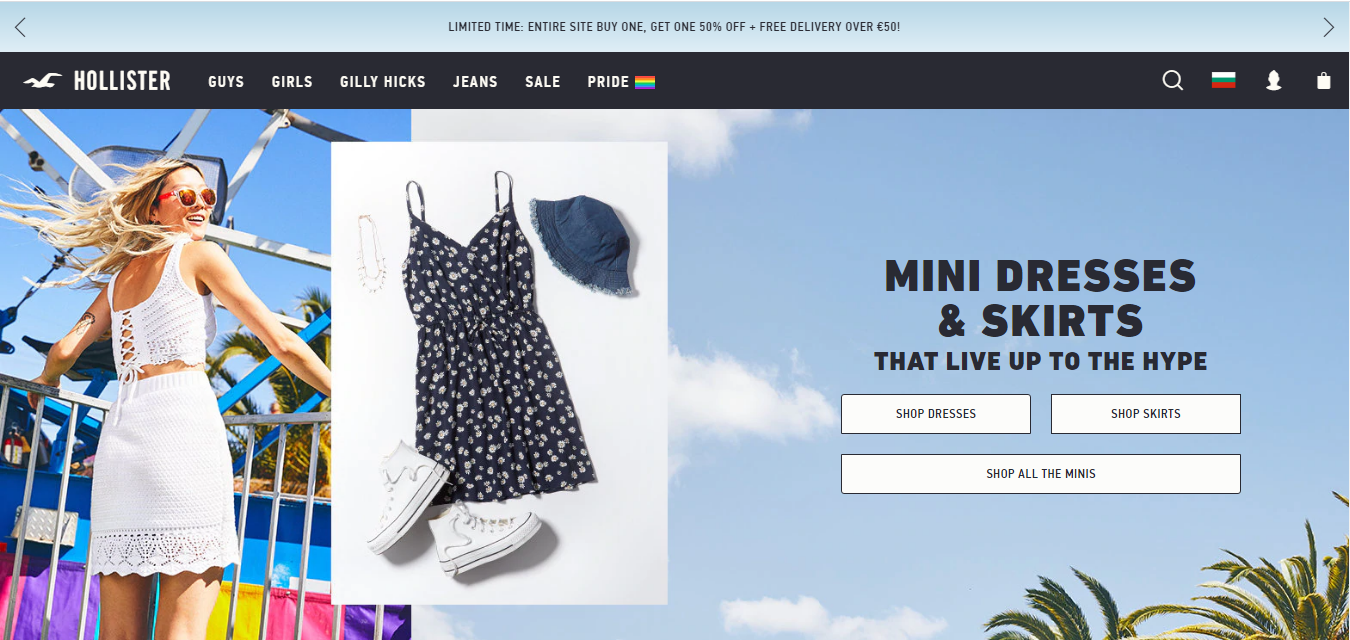 LIMITED TIME: ENTIRE SITE BUY ONE, GET ONE 50% OFF + FREE DELIVERY OVER €50!
HOLLISTER GUYS GIRLS GILLY HICKS JEANS SALE PRIDE
MINI DRESSES
& SKIRTS
THAT LIVE UP TO THE HYPE
SHOP DRESSES SHOP SKIRTS
SHOP ALL THE MINIS